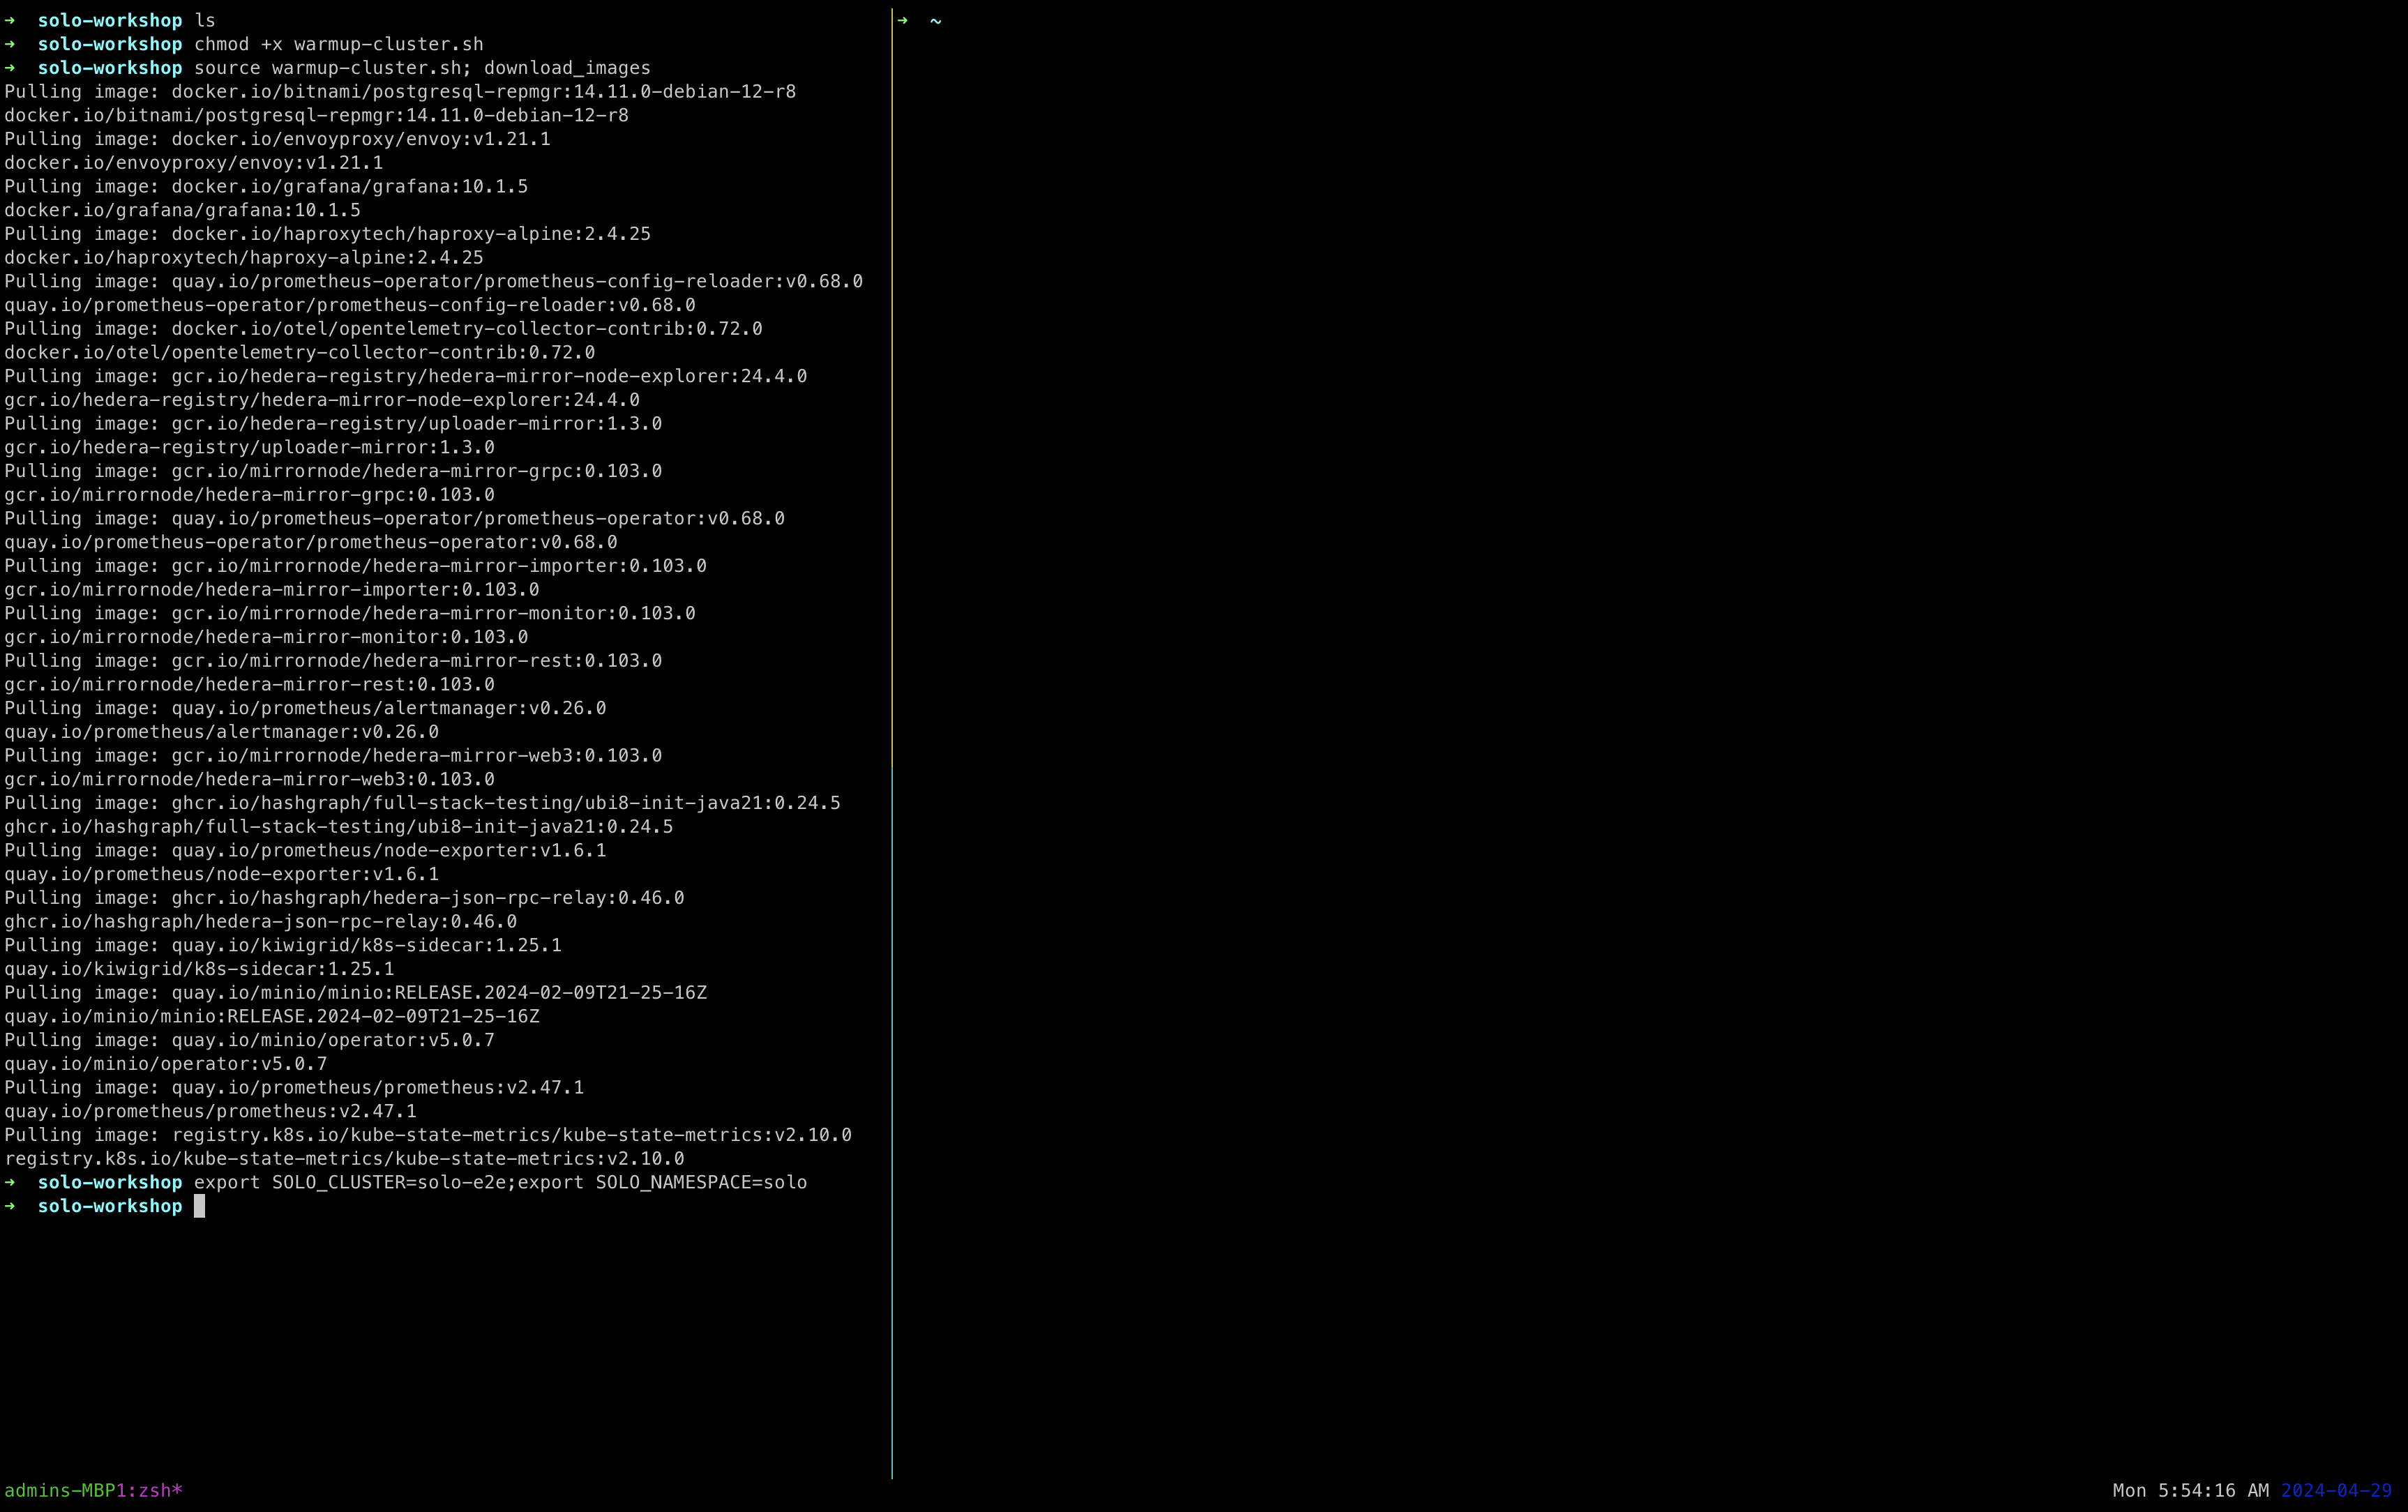 → solo-workshop ls
→ solo-workshop chmod +x warmup-cluster.sh
→ solo-workshop source warmup-cluster.sh; download_images
Pulling image: docker.io/bitnami/postgresql-repmgr:14.11.0-debian-12-r8
docker.io/bitnami/postgresql-repmgr:14.11.0-debian-12-r8
Pulling image: docker.io/envoyproxy/envoy:v1.21.1
docker.io/envoyproxy/envoy:v1.21.1
Pulling image: docker.io/grafana/grafana:10.1.5
docker.io/grafana/grafana:10.1.5
Pulling image: docker.io/haproxytech/haproxy-alpine:2.4.25
docker.io/haproxytech/haproxy-alpine:2.4.25
Pulling image: quay.io/prometheus-operator/prometheus-config-reloader:v0.68.0
quay.io/prometheus-operator/prometheus-config-reloader:v0.68.0
Pulling image: docker.io/otel/opentelemetry-collector-contrib:0.72.0
docker.io/otel/opentelemetry-collector-contrib:0.72.0
Pulling image: gcr.io/hedera-registry/hedera-mirror-node-explorer:24.4.0
gcr.io/hedera-registry/hedera-mirror-node-explorer:24.4.0
Pulling image: gcr.io/hedera-registry/uploader-mirror:1.3.0
gcr.io/hedera-registry/uploader-mirror:1.3.0
Pulling image: gcr.io/mirrornode/hedera-mirror-grpc:0.103.0
gcr.io/mirrornode/hedera-mirror-grpc:0.103.0
Pulling image: quay.io/prometheus-operator/prometheus-operator:v0.68.0
quay.io/prometheus-operator/prometheus-operator:v0.68.0
Pulling image: gcr.io/mirrornode/hedera-mirror-importer:0.103.0
gcr.io/mirrornode/hedera-mirror-importer:0.103.0
Pulling image: gcr.io/mirrornode/hedera-mirror-monitor:0.103.0
gcr.io/mirrornode/hedera-mirror-monitor:0.103.0
Pulling image: gcr.io/mirrornode/hedera-mirror-rest:0.103.0
gcr.io/mirrornode/hedera-mirror-rest:0.103.0
Pulling image: quay.io/prometheus/alertmanager:v0.26.0
quay.io/prometheus/alertmanager:v0.26.0
Pulling image: gcr.io/mirrornode/hedera-mirror-web3:0.103.0
gcr.io/mirrornode/hedera-mirror-web3:0.103.0
Pulling image: ghcr.io/hashgraph/full-stack-testing/ubi8-init-java21:0.24.5
ghcr.io/hashgraph/full-stack-testing/ubi8-init-java21:0.24.5
Pulling image: quay.io/prometheus/node-exporter:v1.6.1
quay.io/prometheus/node-exporter:v1.6.1
Pulling image: ghcr.io/hashgraph/hedera-json-rpc-relay:0.46.0
ghcr.io/hashgraph/hedera-json-rpc-relay:0.46.0
Pulling image: quay.io/kiwigrid/k8s-sidecar:1.25.1
quay.io/kiwigrid/k8s-sidecar:1.25.1
Pulling image: quay.io/minio/minio:RELEASE.2024-02-09T21-25-16Z
quay.io/minio/minio:RELEASE.2024-02-09T21-25-16Z
Pulling image: quay.io/minio/operator:v5.0.7
quay.io/minio/operator:v5.0.7
Pulling image: quay.io/prometheus/prometheus:v2.47.1
quay.io/prometheus/prometheus:v2.47.1
Pulling image: registry.k8s.io/kube-state-metrics/kube-state-metrics:v2.10.0
registry.k8s.io/kube-state-metrics/kube-state-metrics:v2.10.0
→ solo-workshop export SOLO_CLUSTER=solo-e2e;export SOLO_NAMESPACE=solo
→ solo-workshop
→ ~
admins-MBP1:zsh*
Mon 5:54:16 AM 2024-04-29